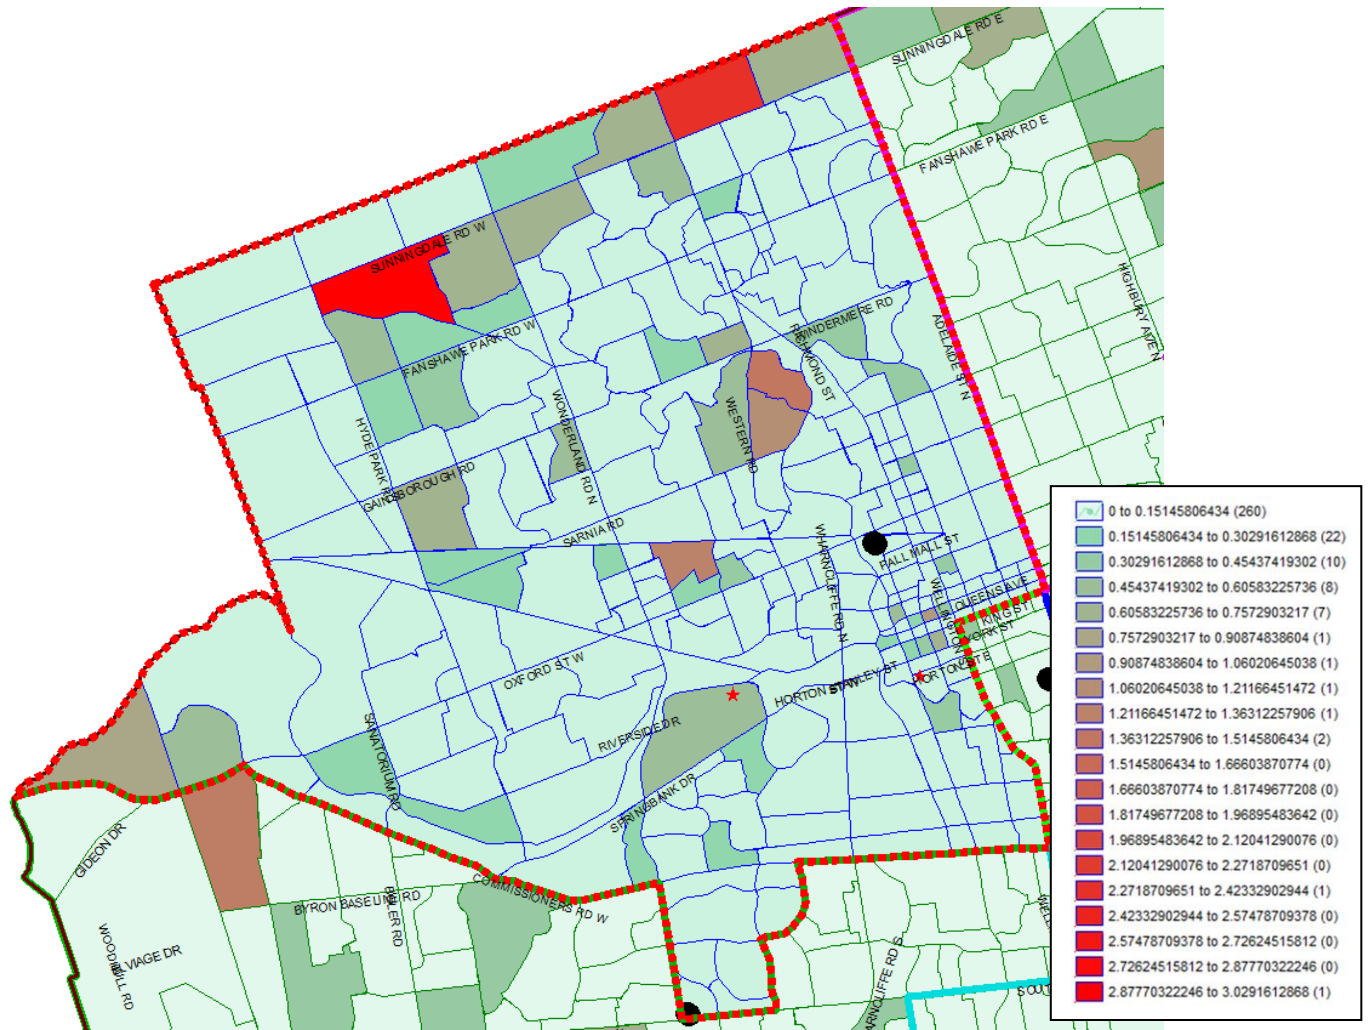 SUNNINGDALE RD E
FANSHAWE PARK RD E
SUNNINGDALE RD W
HIGHBURY AVE N
WINDERMERE RD
RICHMOND ST
ADELAIDE ST N
FANSHAWE PARK RD W
WONDERLAND RD N
WESTERN RD
HYDE PARK RD
GAINSBOROUGH RD
SARNIA RD
WHARNCLIFFE RD N
PALL MALL ST
QUEENS AVE
KING ST
YORK ST
WELLINGTON
OXFORD ST W
STANLEY ST
HORTON ST W
HORTON ST E
RIVERSIDE DR
SANATORIUM RD
SPRINGBANK DR
GIDEON DR
COMMISSIONERS RD W
BYRON BASELINE RD
BOLER RD
WOODHULL RD
ELVIAGE DR
0 to 0.15145806434 (260)
0.15145806434 to 0.30291612868 (22)
0.30291612868 to 0.45437419302 (10)
0.45437419302 to 0.60583225736 (8)
0.60583225736 to 0.7572903217 (7)
0.7572903217 to 0.90874838604 (1)
0.90874838604 to 1.06020645038 (1)
1.06020645038 to 1.21166451472 (1)
1.21166451472 to 1.36312257906 (1)
1.36312257906 to 1.5145806434 (2)
1.5145806434 to 1.66603870774 (0)
1.66603870774 to 1.81749677208 (0)
1.81749677208 to 1.96895483642 (0)
1.96895483642 to 2.12041290076 (0)
2.12041290076 to 2.2718709651 (0)
2.2718709651 to 2.42332902944 (1)
2.42332902944 to 2.57478709378 (0)
2.57478709378 to 2.72624515812 (0)
2.72624515812 to 2.87770322246 (0)
2.87770322246 to 3.0291612868 (1)